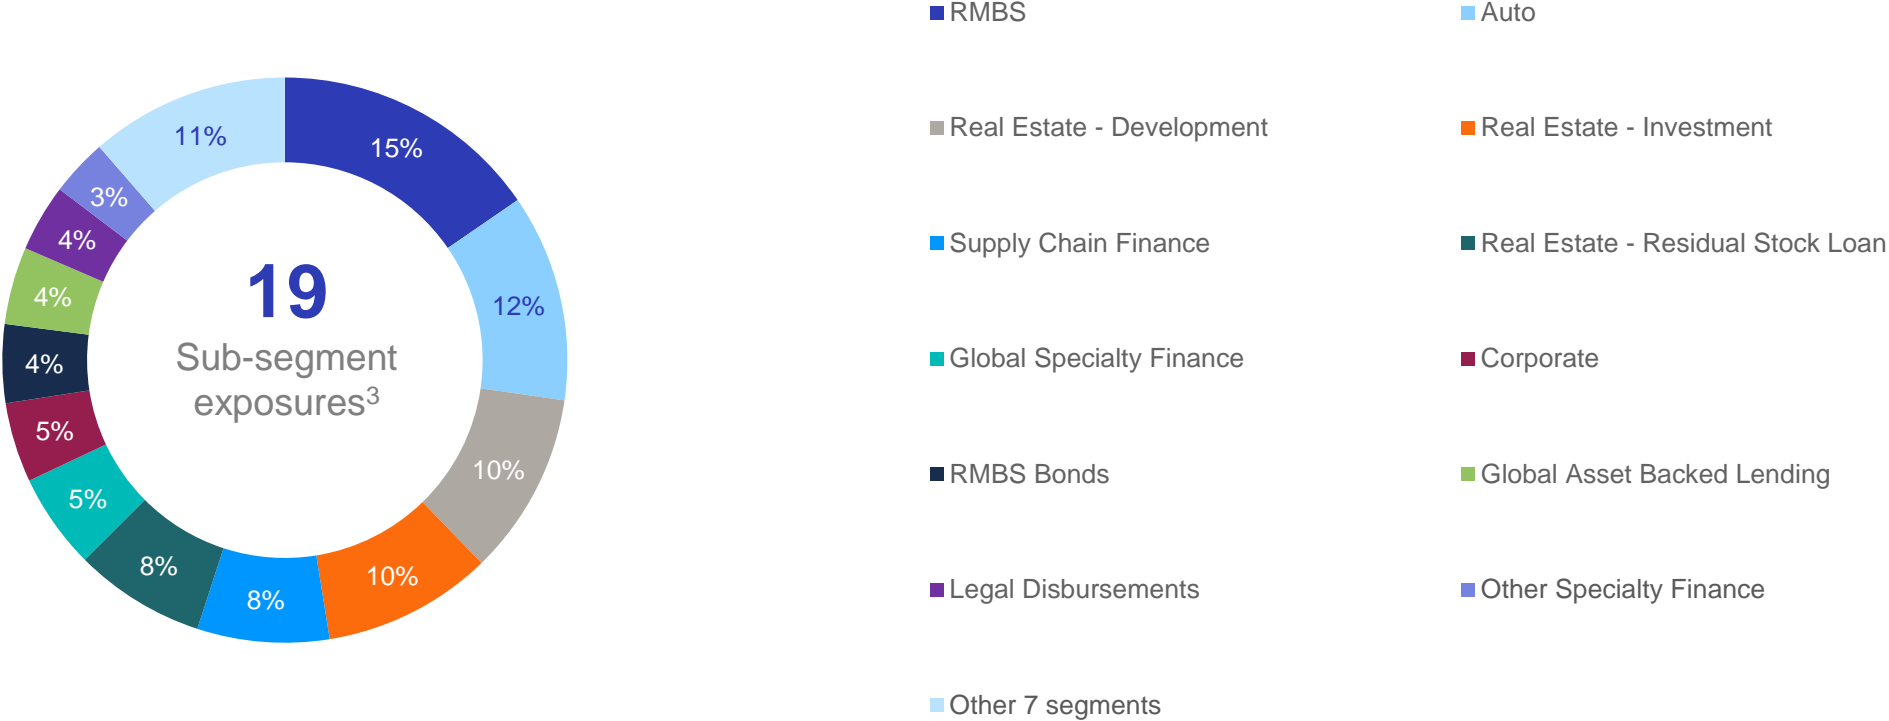 11%
15%
3%
4%
4%
4%
5%
5%
8%
8%
10%
10%
12%
19
Sub-segment
exposures3
RMBS
Auto
Real Estate - Development
Real Estate - Investment
Supply Chain Finance
Real Estate - Residual Stock Loan
Global Specialty Finance
Corporate
RMBS Bonds
Global Asset Backed Lending
Legal Disbursements
Other Specialty Finance
Other 7 segments